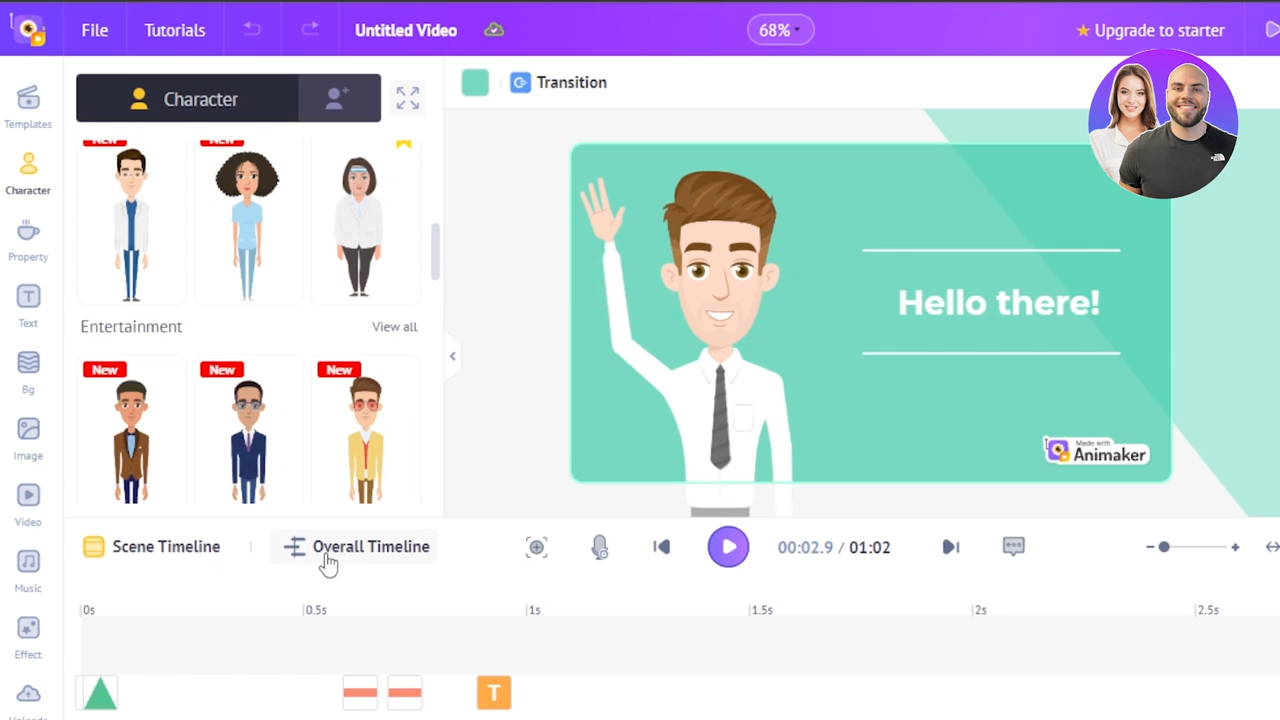 File
Tutorials
Untitled Video
68%
Upgrade to starter
Templates
Character
Property
Text
Bg
Image
Video
Music
Effect
Character
New
New
Entertainment
View all
New
New
New
Transition
Hello there!
Made with
Animaker
Scene Timeline
Overall Timeline
00:02.9 / 01:02
0s
0.5s
1s
1.5s
2s
2.5s
T